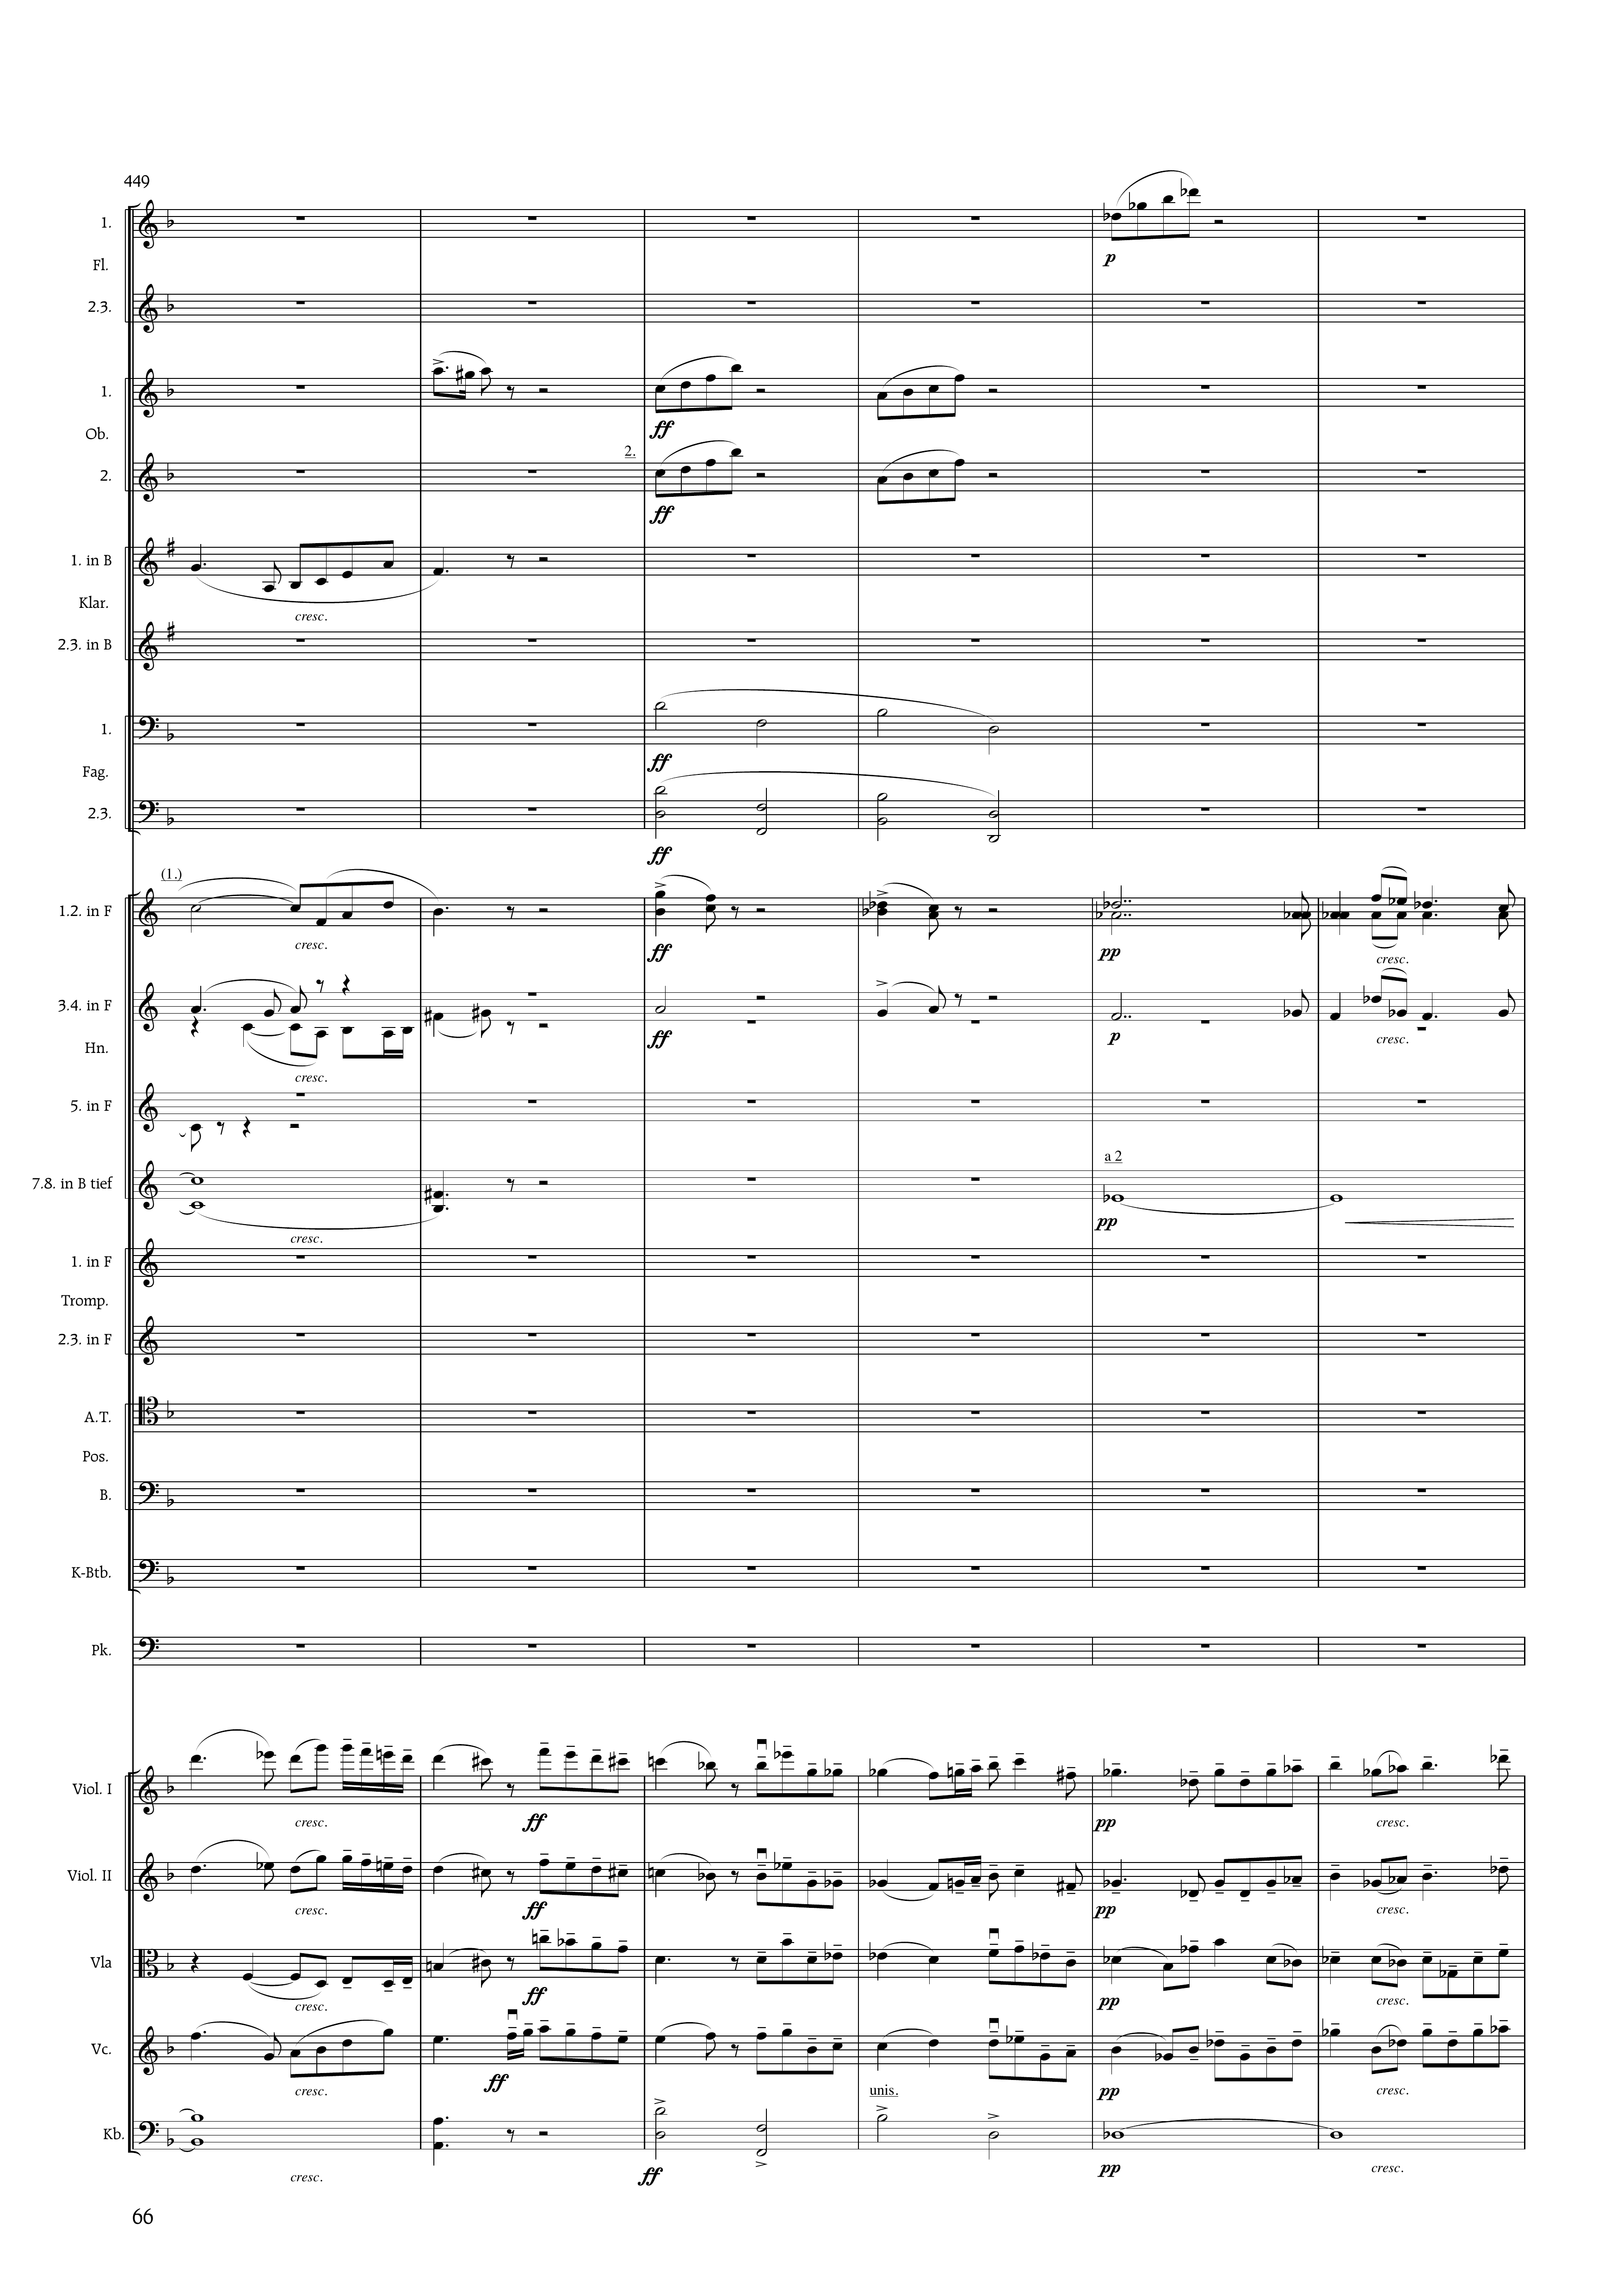 449
1.
p
Fl.
2.3.
1.
Ob.
ff
2.
2.
ff
1. in B
Klar.
cresc.
2.3. in B
1.
ff
Fag.
2.3.
ff
(1.)
1.2. in F
cresc.
ff
pp
cresc.
3.4. in F
ff
p
cresc.
Hn.
cresc.
5. in F
a 2
7.8. in B tief
pp
cresc.
1. in F
Tromp.
2.3. in F
A.T.
Pos.
B.
K-Btb.
Pk.
Viol. I
cresc.
ff
pp
cresc.
Viol. II
cresc.
ff
pp
cresc.
Vla
cresc.
ff
pp
cresc.
Vc.
cresc.
ff
pp
cresc.
unis.
Kb.
cresc.
ff
pp
cresc.
66